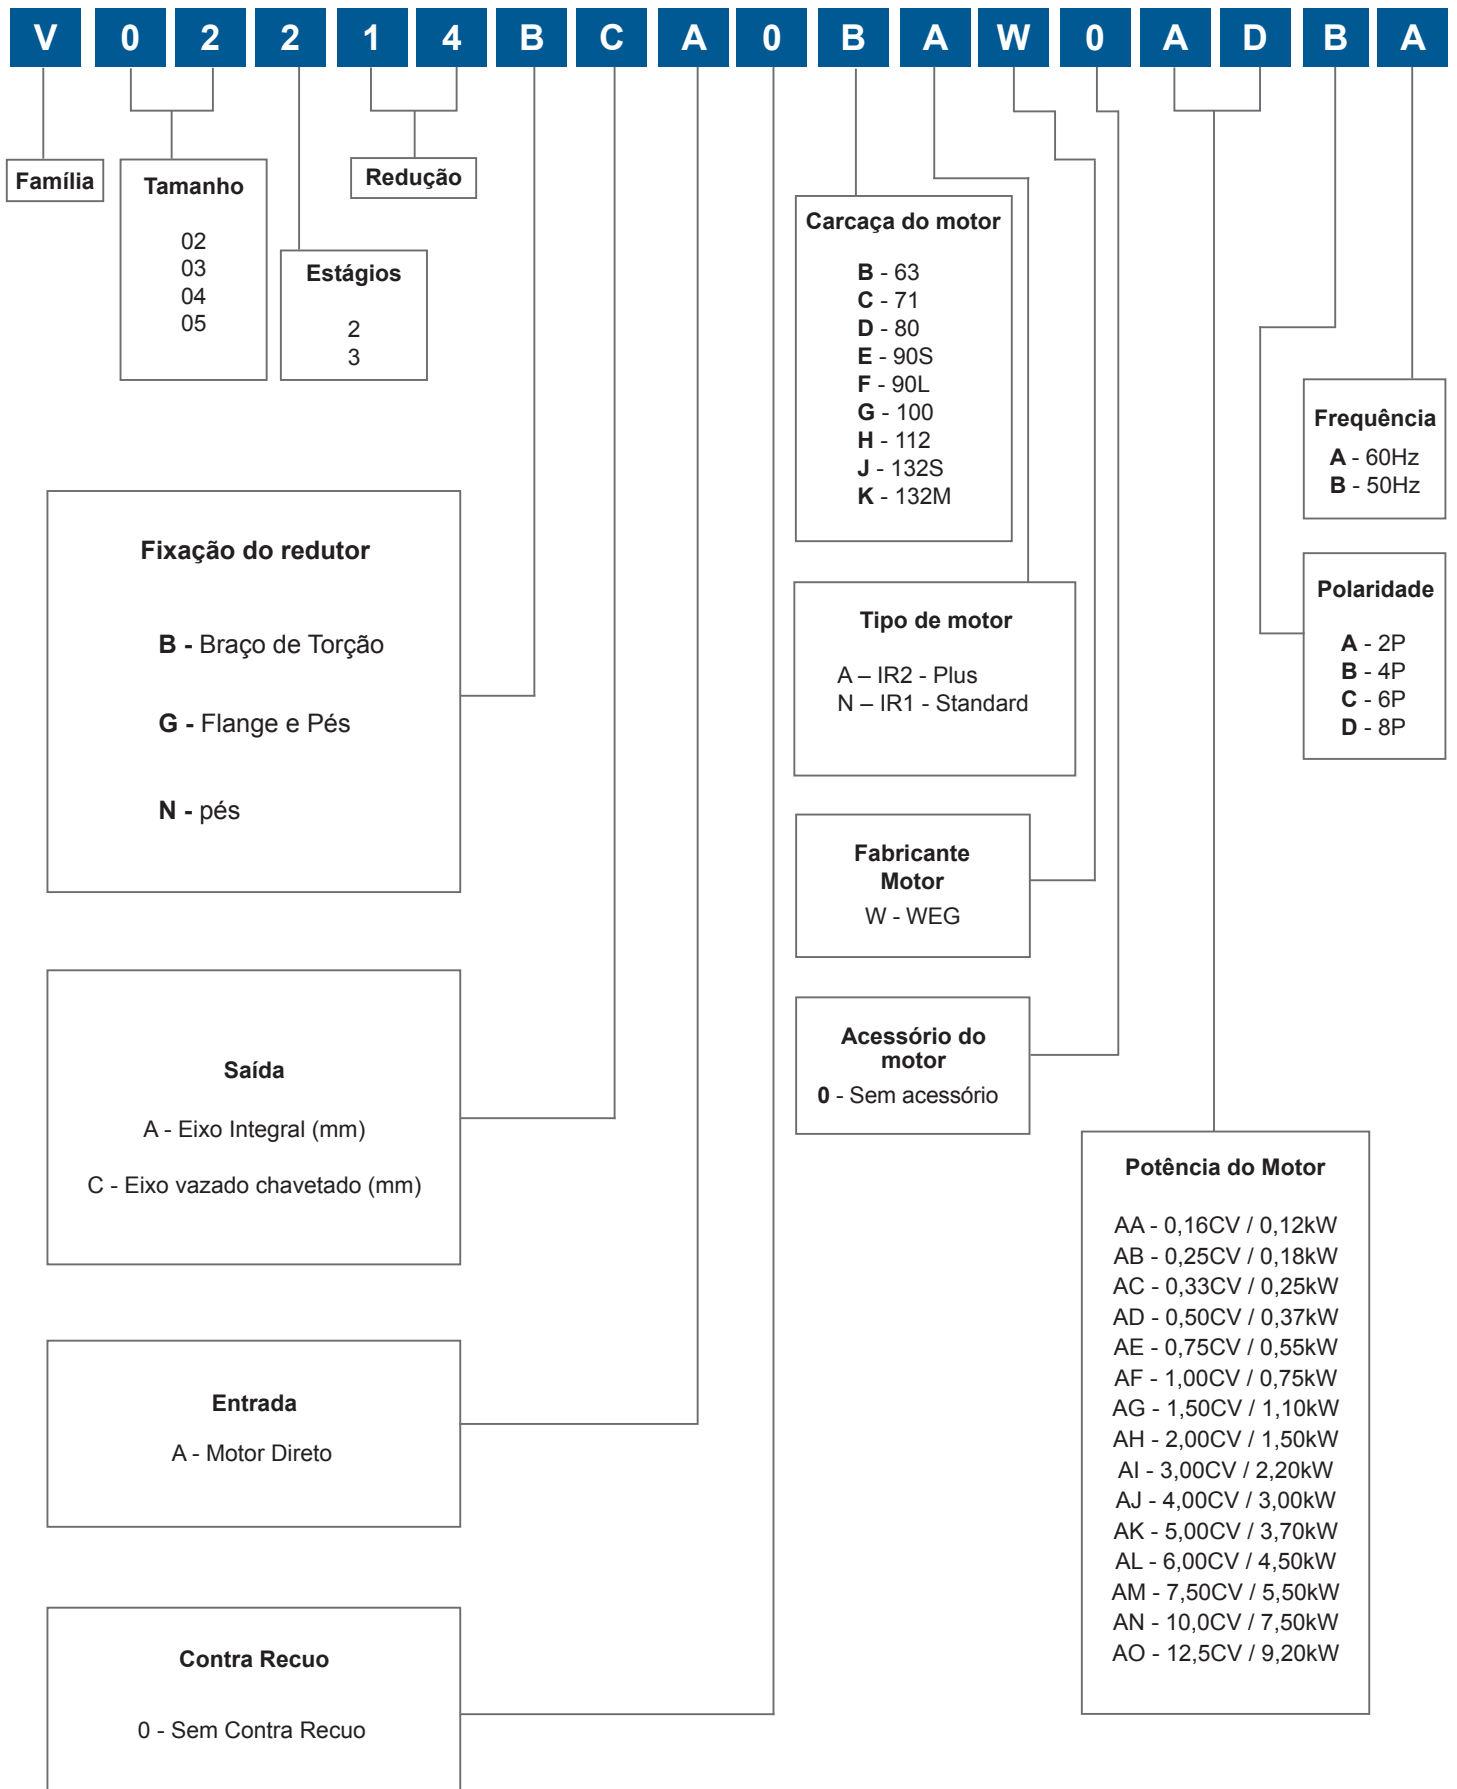 V 0 2 2 1 4 B C A 0 B A W 0 A D B A
Família
Tamanho
02
03
04
05
Estágios
2
3
Redução
Fixação do redutor
B - Braço de Torção
G - Flange e Pés
N - pés
Saída
A - Eixo Integral (mm)
C - Eixo vazado chavetado (mm)
Entrada
A - Motor Direto
Contra Recuo
0 - Sem Contra Recuo
Carcaça do motor
B - 63
C - 71
D - 80
E - 90S
F - 90L
G - 100
H - 112
J - 132S
K - 132M
Tipo de motor
A – IR2 - Plus
N – IR1 - Standard
Fabricante
Motor
W - WEG
Acessório do
motor
0 - Sem acessório
Potência do Motor
AA - 0,16CV / 0,12kW
AB - 0,25CV / 0,18kW
AC - 0,33CV / 0,25kW
AD - 0,50CV / 0,37kW
AE - 0,75CV / 0,55kW
AF - 1,00CV / 0,75kW
AG - 1,50CV / 1,10kW
AH - 2,00CV / 1,50kW
AI - 3,00CV / 2,20kW
AJ - 4,00CV / 3,00kW
AK - 5,00CV / 3,70kW
AL - 6,00CV / 4,50kW
AM - 7,50CV / 5,50kW
AN - 10,0CV / 7,50kW
AO - 12,5CV / 9,20kW
Frequência
A - 60Hz
B - 50Hz
Polaridade
A - 2P
B - 4P
C - 6P
D - 8P